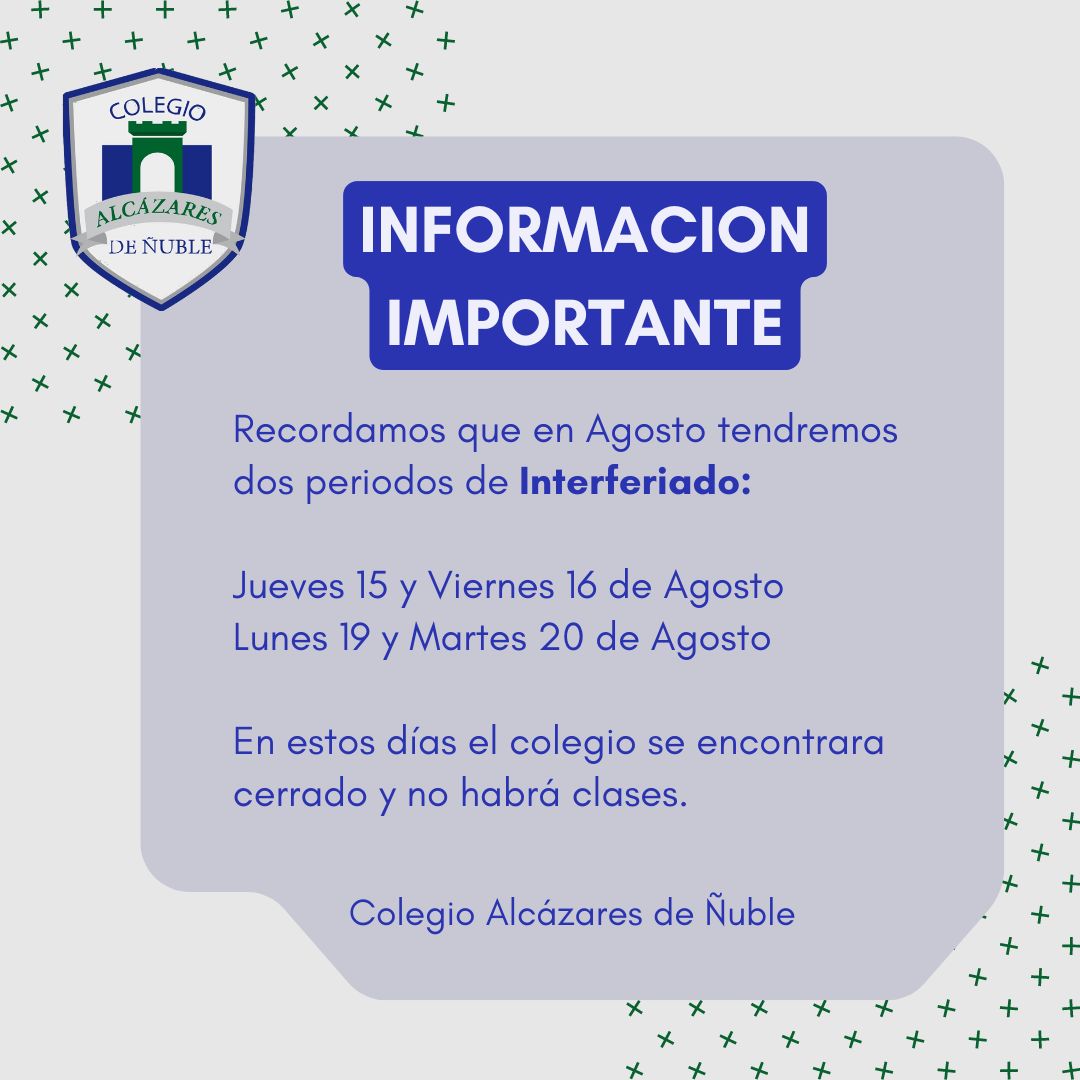 COLEGIO
ALCÁZARES
DE ÑUBLE
INFORMACION
IMPORTANTE
Recordamos que en Agosto tendremos
dos periodos de Interferiado:
Jueves 15 y Viernes 16 de Agosto
Lunes 19 y Martes 20 de Agosto
En estos días el colegio se encontrara
cerrado y no habrá clases.
Colegio Alcázares de Ñuble